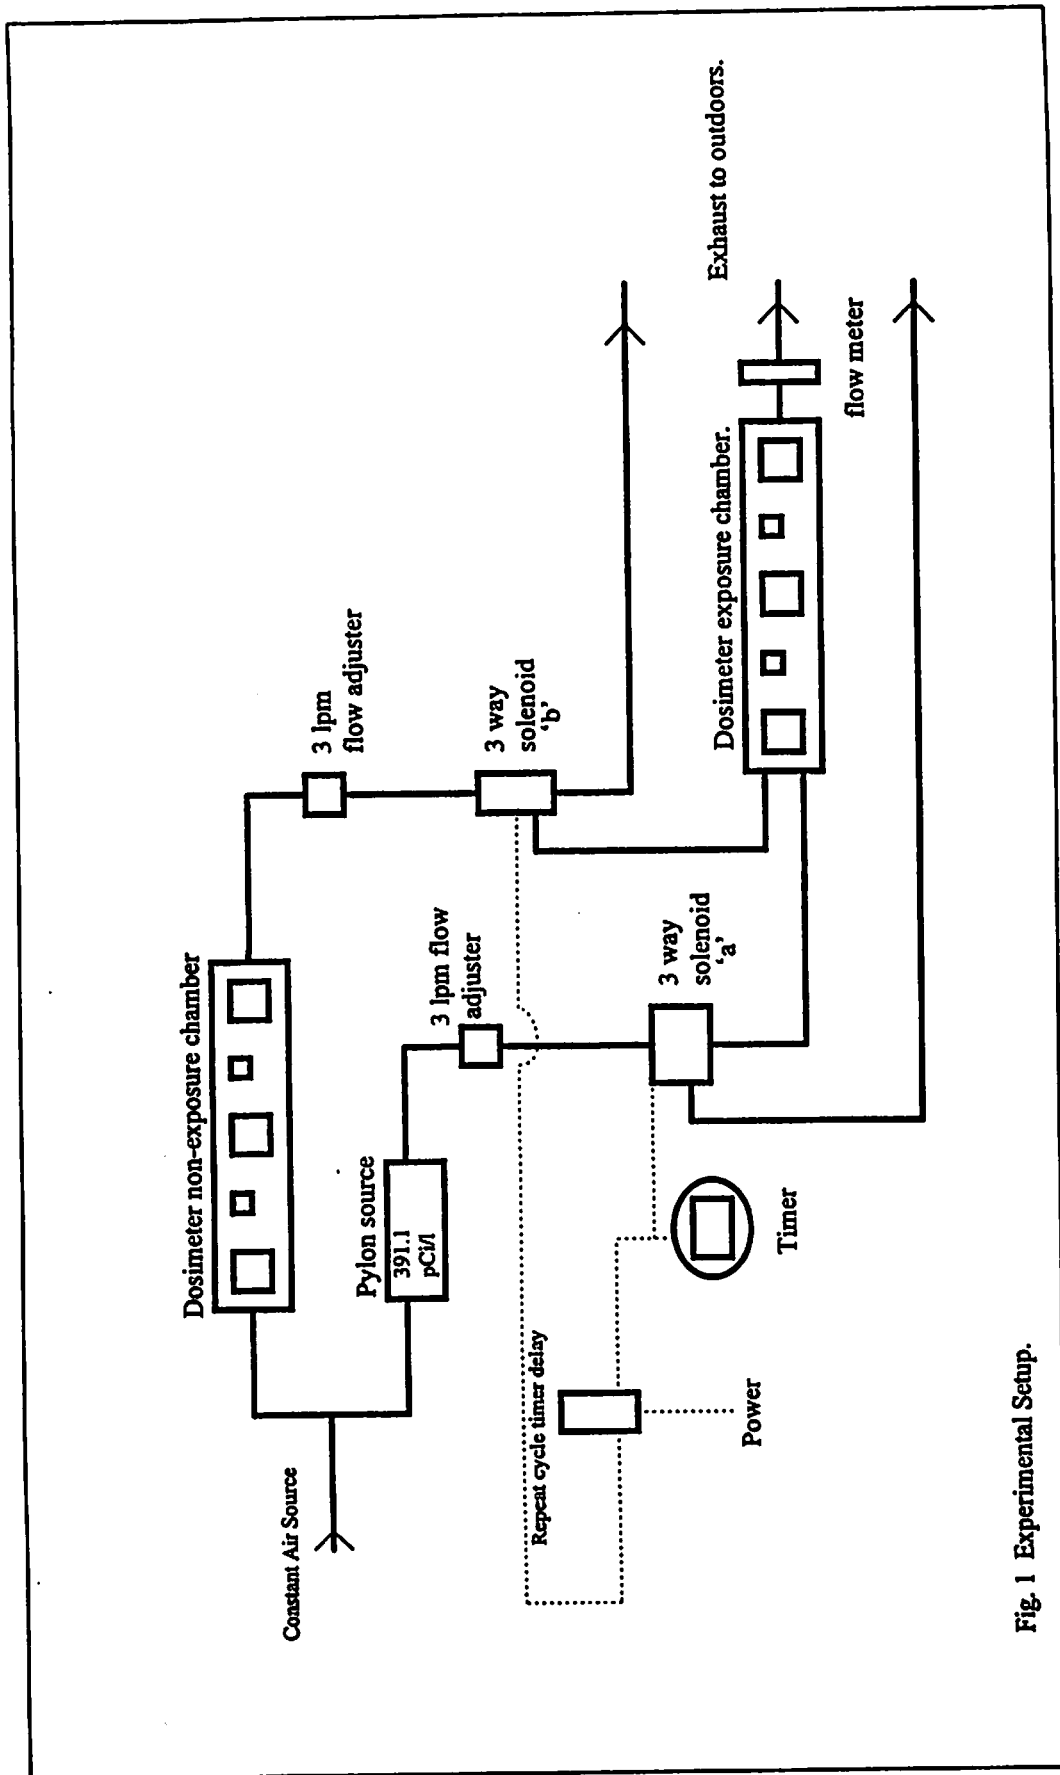 Constant Air Source
Dosimeter non-exposure chamber
Pylon source
391.1
pCi/l
3 lpm
flow adjuster
3 lpm flow
adjuster
3 way
solenoid
'b'
3 way
solenoid
'a'
Repeat cycle timer delay
Power
Timer
Dosimeter exposure chamber.
flow meter
Exhaust to outdoors.
Fig. 1 Experimental Setup.